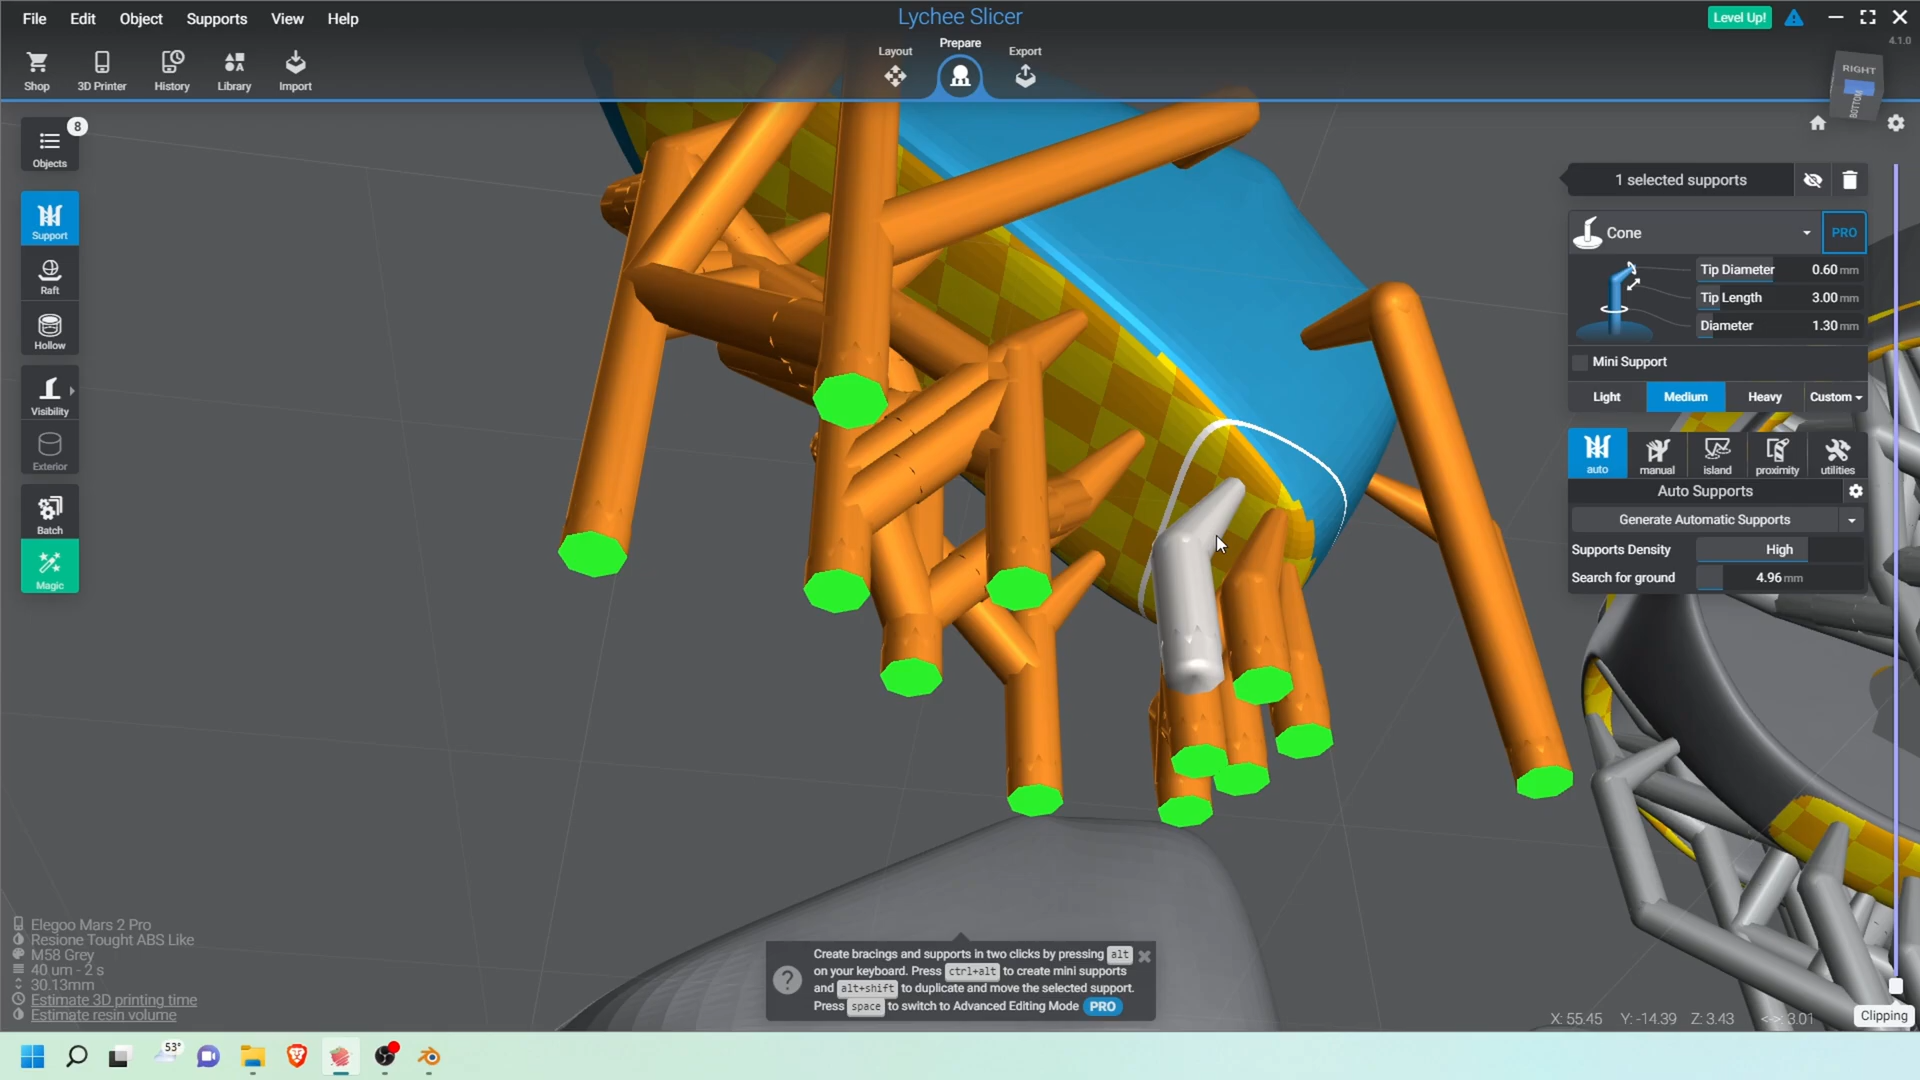 File Edit Object Supports View Help
Lychee Slicer
Level Up!
4.1.0
Shop 3D Printer History Library Import
Layout Prepare Export
RIGHT
BOTTOM
Objects 8
Support
Raft
Hollow
Visibility
Exterior
Batch
Magic
1 selected supports
Cone PRO
Tip Diameter 0.60 mm
Tip Length 3.00 mm
Diameter 1.30 mm
Mini Support
Light Medium Heavy Custom
auto manual island proximity utilities
Auto Supports
Generate Automatic Supports
Supports Density High
Search for ground 4.96 mm
Elegoo Mars 2 Pro
Resione Tought ABS Like
M58 Grey
40 um - 2 s
30.13mm
Estimate 3D printing time
Estimate resin volume
? Create bracings and supports in two clicks by pressing alt
on your keyboard. Press ctrl+alt to create mini supports
and alt+shift to duplicate and move the selected support.
Press space to switch to Advanced Editing Mode PRO
X: 55.45 Y: -14.39 Z: 3.43 <->: 3.01
Clipping
53°